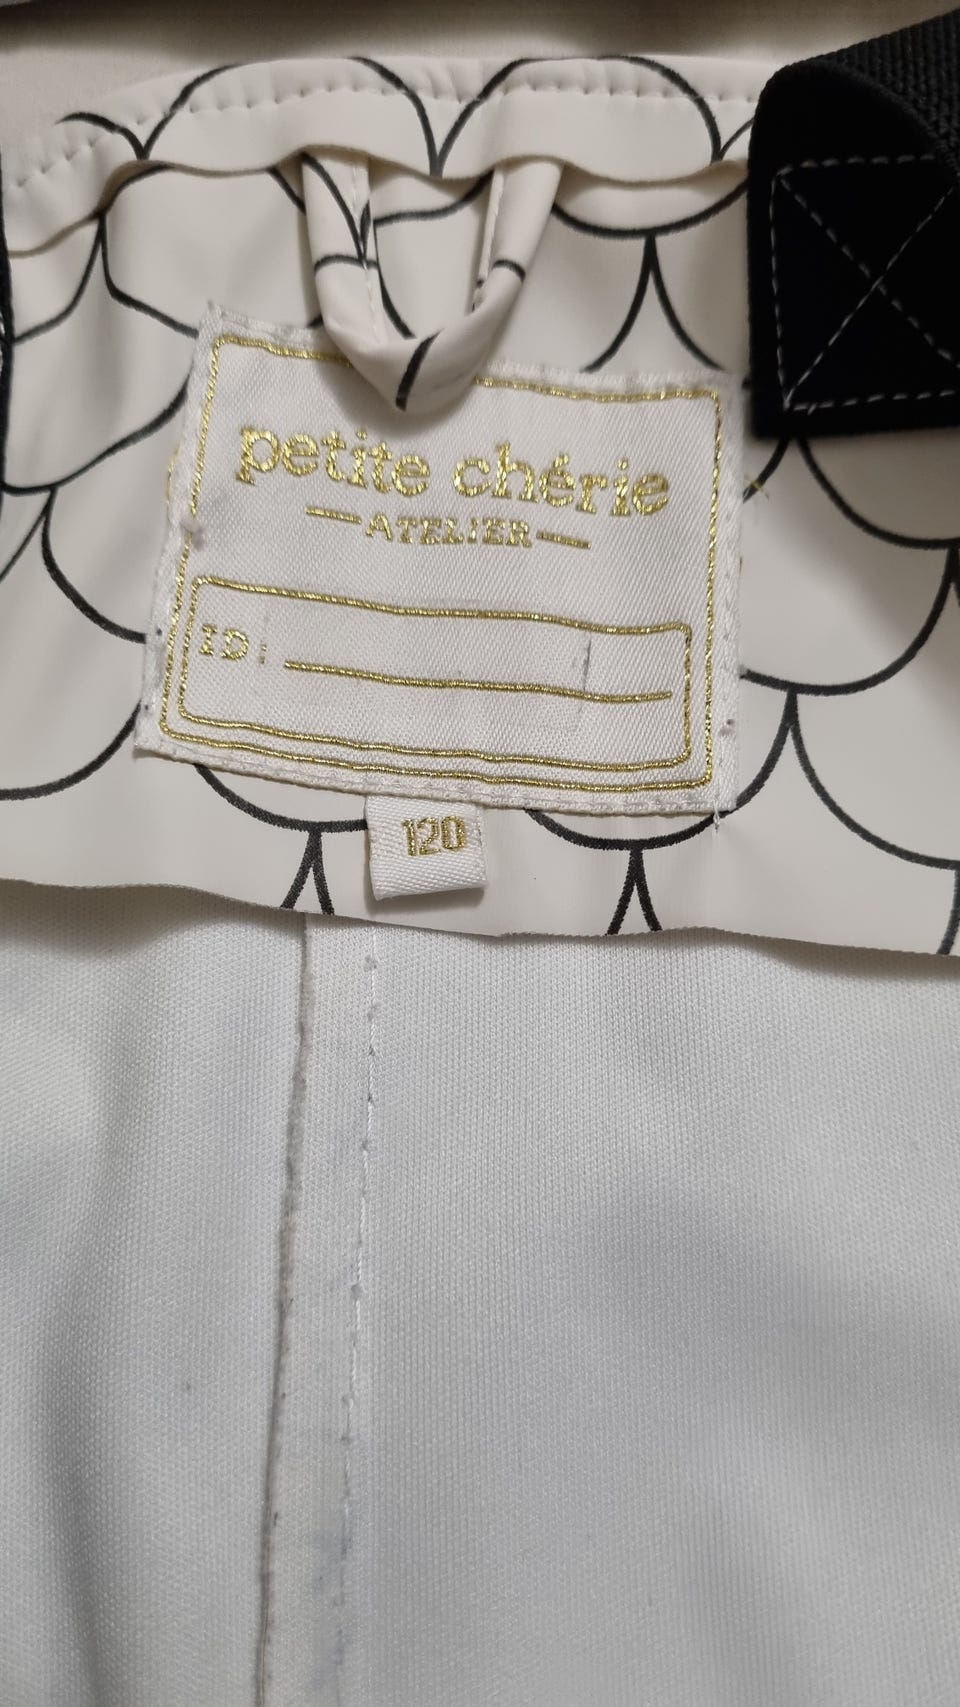 petite chérie
ATELIER
ID:
120